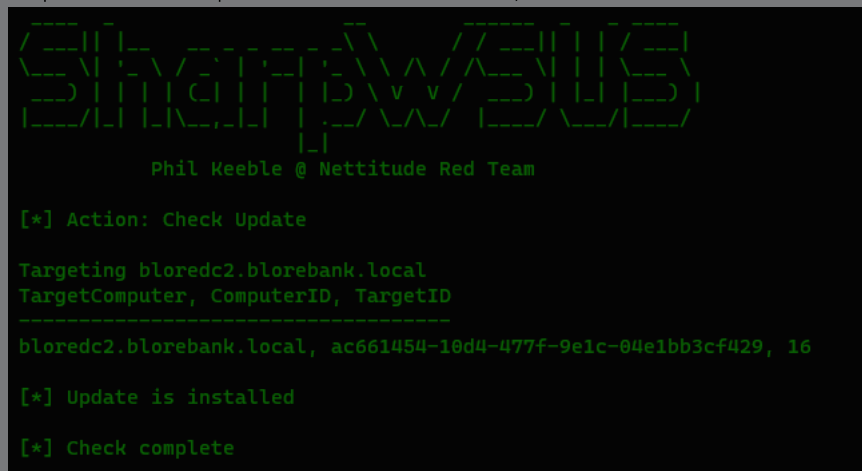 SharpWSUS
Phil Keeble @ Nettitude Red Team
[*] Action: Check Update
Targeting bloredc2.blorebank.local
TargetComputer, ComputerID, TargetID
------------------------------------
bloredc2.blorebank.local, ac661454-10d4-477f-9e1c-04e1bb3cf429, 16
[*] Update is installed
[*] Check complete